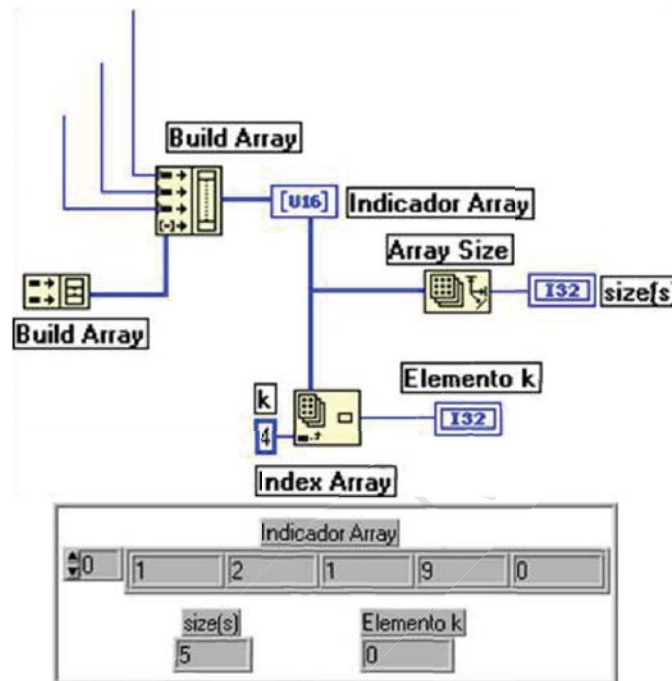 Build Array
[U16]
Indicador Array
Array Size
I32
size(s)
Build Array
k
Elemento k
4
I32
Index Array
Indicador Array
0
1
2
1
9
0
size(s)
Elemento k
5
0